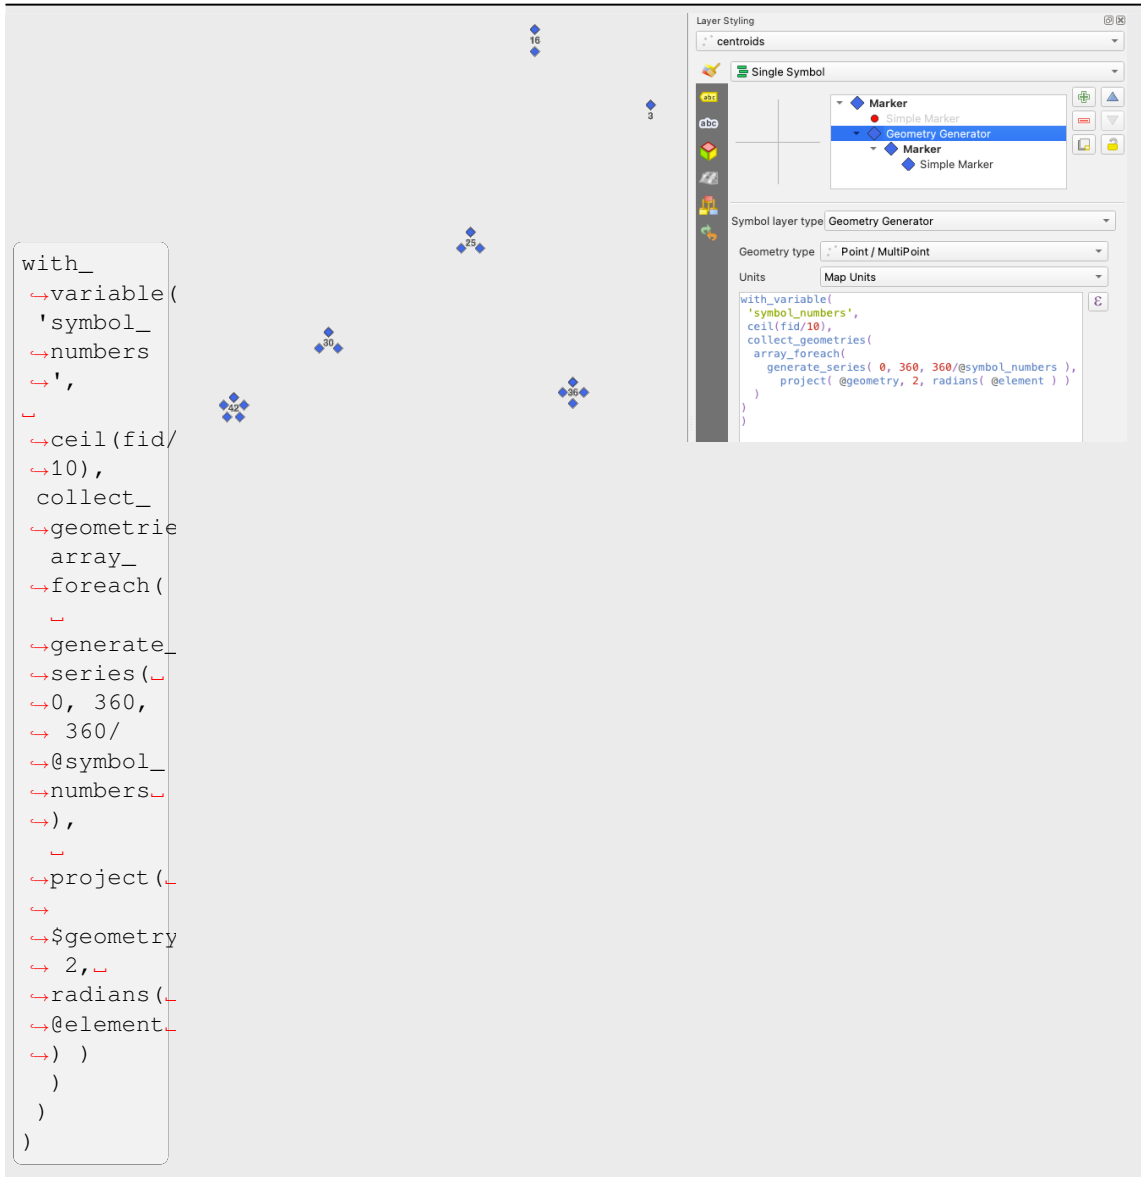 with_
↪variable(
'symbol_
↪numbers
↪',
␣
↪ceil(fid/
↪10),
collect_
↪geometrie
array_
↪foreach(
␣
↪generate_
↪series(␣
↪0, 360,
↪ 360/
↪@symbol_
↪numbers␣
↪),
␣
↪project(␣
↪
↪$geometry
↪ 2,␣
↪radians(␣
↪@element␣
↪) )
)
)
)
16
3
25
30
36
42
Layer Styling
centroids
Single Symbol
abc
abc
Marker
Simple Marker
Geometry Generator
Marker
Simple Marker
Symbol layer type Geometry Generator
Geometry type Point / MultiPoint
Units Map Units
with_variable(
'symbol_numbers',
ceil(fid/10),
collect_geometries(
array_foreach(
generate_series( 0, 360, 360/@symbol_numbers ),
project( @geometry, 2, radians( @element ) )
)
)
)
ε